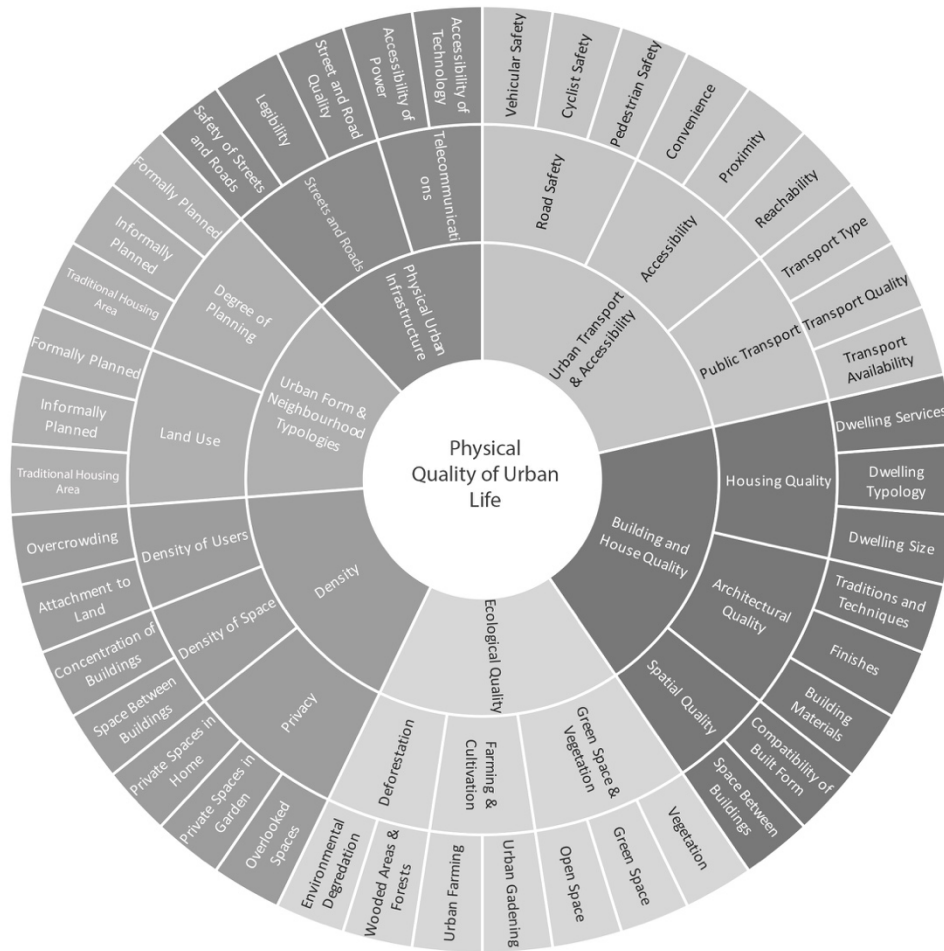 Physical
Quality of Urban
Life
Urban Transport
& Accessibility
Road Safety
Vehicular Safety
Cyclist Safety
Pedestrian Safety
Accessibility
Convenience
Proximity
Reachability
Public Transport
Transport Type
Transport Quality
Transport
Availability
Building and
House Quality
Housing Quality
Dwelling Services
Dwelling
Typology
Dwelling Size
Architectural
Quality
Traditions and
Techniques
Finishes
Building
Materials
Spatial Quality
Compatibility of
Built Form
Space Between
Buildings
Ecological Quality
Green Space &
Vegetation
Vegetation
Green Space
Open Space
Farming &
Cultivation
Urban Gadening
Urban Farming
Deforestation
Wooded Areas &
Forests
Environmental
Degredation
Density
Privacy
Overlooked
Spaces
Private Spaces in
Garden
Private Spaces in
Home
Density of Space
Space Between
Buildings
Concentration of
Buildings
Density of Users
Attachment to
Land
Overcrowding
Urban Form &
Neighbourhood
Typologies
Land Use
Traditional Housing
Area
Informally
Planned
Formally Planned
Degree of
Planning
Traditional Housing
Area
Informally
Planned
Formally Planned
Physical Urban
Infrastructure
Streets and Roads
Safety of Streets
and Roads
Legibility
Street and Road
Quality
Telecommunicati
ons
Accessibility of
Power
Accessibility of
Technology